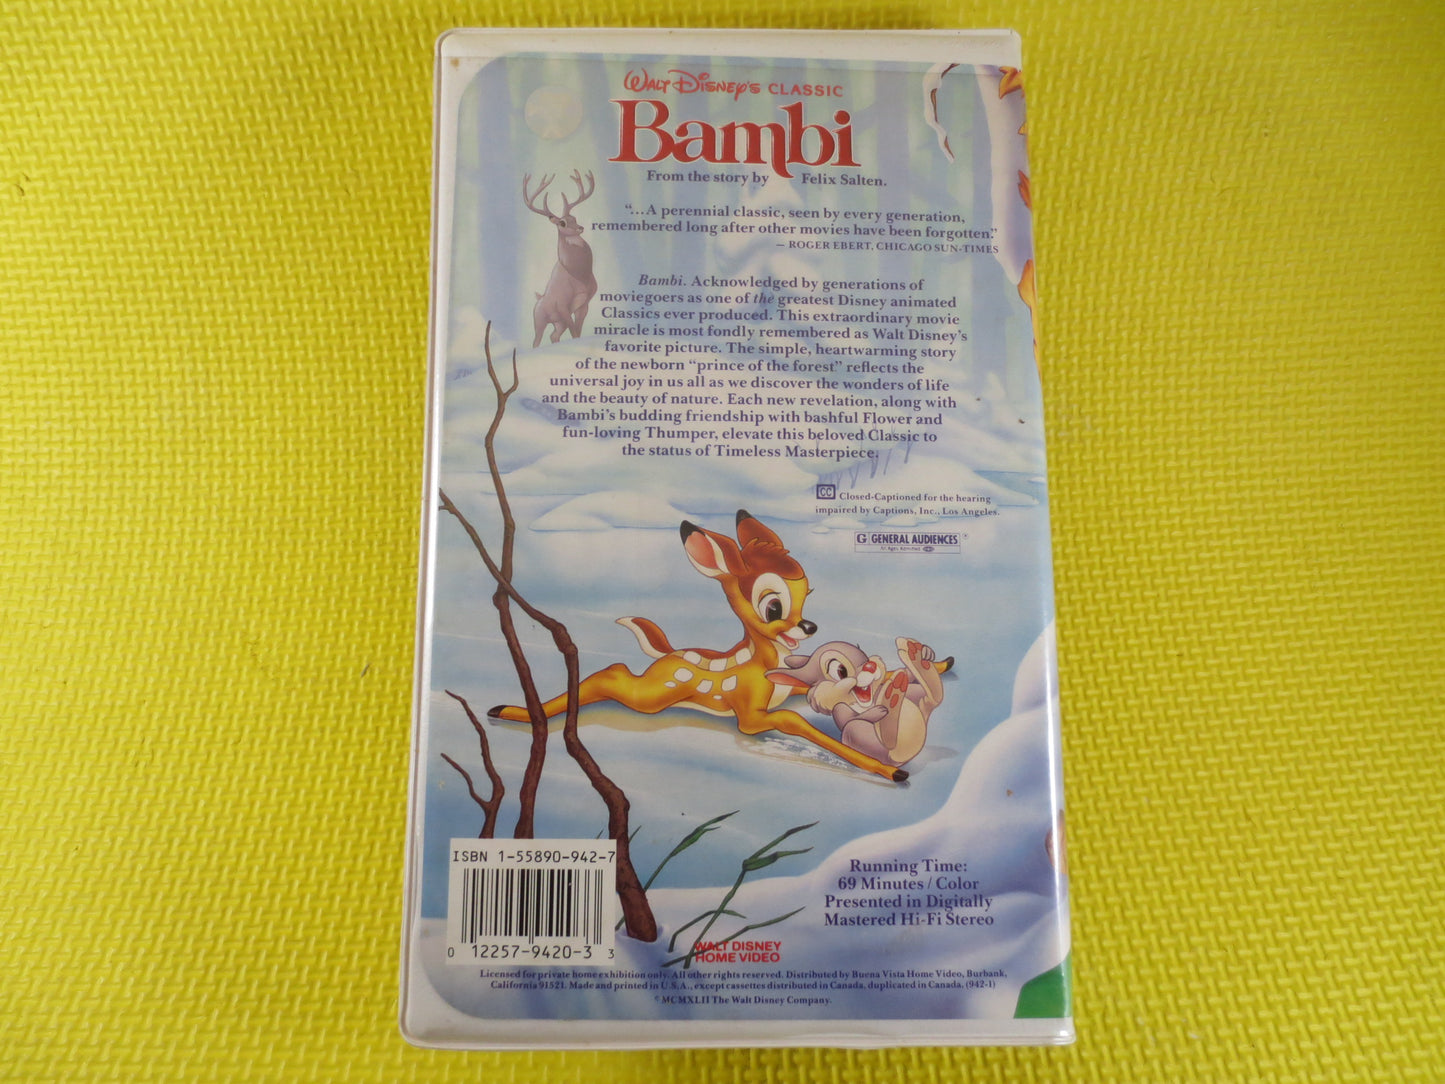 WALT DISNEY'S CLASSIC
Bambi
From the story by Felix Salten.
"...A perennial classic, seen by every generation,
remembered long after other movies have been forgotten."
— ROGER EBERT, CHICAGO SUN-TIMES
Bambi. Acknowledged by generations of
moviegoers as one of the greatest Disney animated
Classics ever produced. This extraordinary movie
miracle is most fondly remembered as Walt Disney's
favorite picture. The simple, heartwarming story
of the newborn "prince of the forest" reflects the
universal joy in us all as we discover the wonders of life
and the beauty of nature. Each new revelation, along with
Bambi's budding friendship with bashful Flower and
fun-loving Thumper, elevate this beloved Classic to
the status of Timeless Masterpiece.
CC Closed-Captioned for the hearing
impaired by Captions, Inc., Los Angeles.
G GENERAL AUDIENCES
All Ages Admitted
ISBN 1-55890-942-7
0 12257-9420-3 3
Running Time:
69 Minutes / Color
Presented in Digitally
Mastered Hi-Fi Stereo
WALT DISNEY
HOME VIDEO
Licensed for private home exhibition only. All other rights reserved. Distributed by Buena Vista Home Video, Burbank,
California 91521. Made and printed in U.S.A., except cassettes distributed in Canada, duplicated in Canada. (942-1)
© MCMXLII The Walt Disney Company.